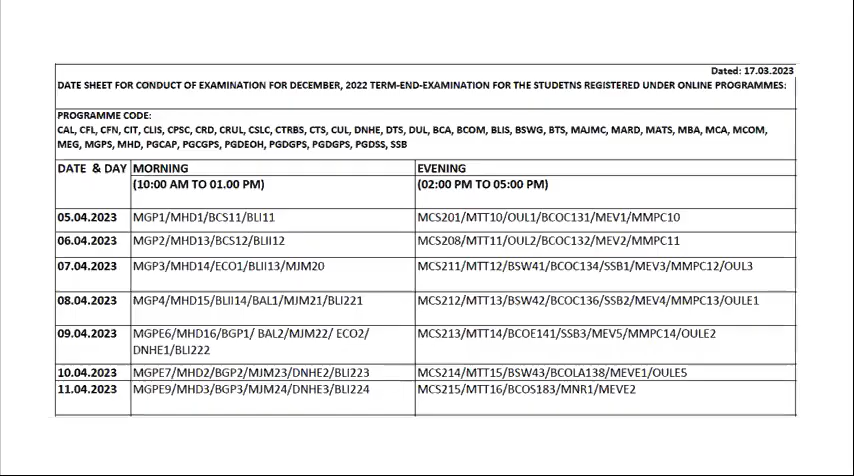 Dated: 17.03.2023
DATE SHEET FOR CONDUCT OF EXAMINATION FOR DECEMBER, 2022 TERM-END-EXAMINATION FOR THE STUDETNS REGISTERED UNDER ONLINE PROGRAMMES:
PROGRAMME CODE:
CAL, CFL, CFN, CIT, CLIS, CPSC, CRD, CRUL, CSLC, CTRBS, CTS, CUL, DNHE, DTS, DUL, BCA, BCOM, BLIS, BSWG, BTS, MAJMC, MARD, MATS, MBA, MCA, MCOM,
MEG, MGPS, MHD, PGCAP, PGCGPS, PGDEOH, PGDGPS, PGDGPS, PGDSS, SSB
DATE & DAY MORNING EVENING
(10:00 AM TO 01.00 PM) (02:00 PM TO 05:00 PM)
05.04.2023 MGP1/MHD1/BCS11/BLI11 MCS201/MTT10/OUL1/BCOC131/MEV1/MMPC10
06.04.2023 MGP2/MHD13/BCS12/BLII12 MCS208/MTT11/OUL2/BCOC132/MEV2/MMPC11
07.04.2023 MGP3/MHD14/ECO1/BLII13/MJM20 MCS211/MTT12/BSW41/BCOC134/SSB1/MEV3/MMPC12/OUL3
08.04.2023 MGP4/MHD15/BLII14/BAL1/MJM21/BLI221 MCS212/MTT13/BSW42/BCOC136/SSB2/MEV4/MMPC13/OULE1
09.04.2023 MGPE6/MHD16/BGP1/ BAL2/MJM22/ ECO2/ MCS213/MTT14/BCOE141/SSB3/MEV5/MMPC14/OULE2
DNHE1/BLI222
10.04.2023 MGPE7/MHD2/BGP2/MJM23/DNHE2/BLI223 MCS214/MTT15/BSW43/BCOLA138/MEVE1/OULE5
11.04.2023 MGPE9/MHD3/BGP3/MJM24/DNHE3/BLI224 MCS215/MTT16/BCOS183/MNR1/MEVE2